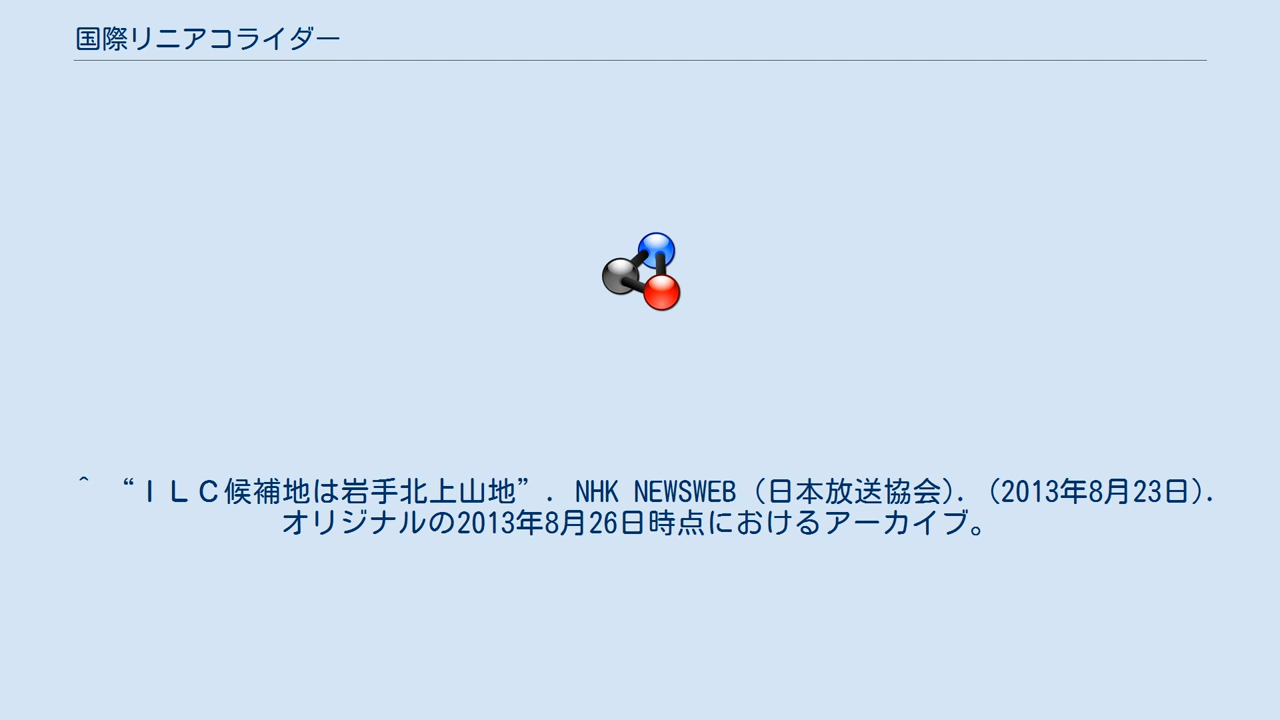 国際リニアコライダー
^ “ＩＬＣ候補地は岩手北上山地”. NHK NEWSWEB (日本放送協会). (2013年8月23日).
オリジナルの2013年8月26日時点におけるアーカイブ。